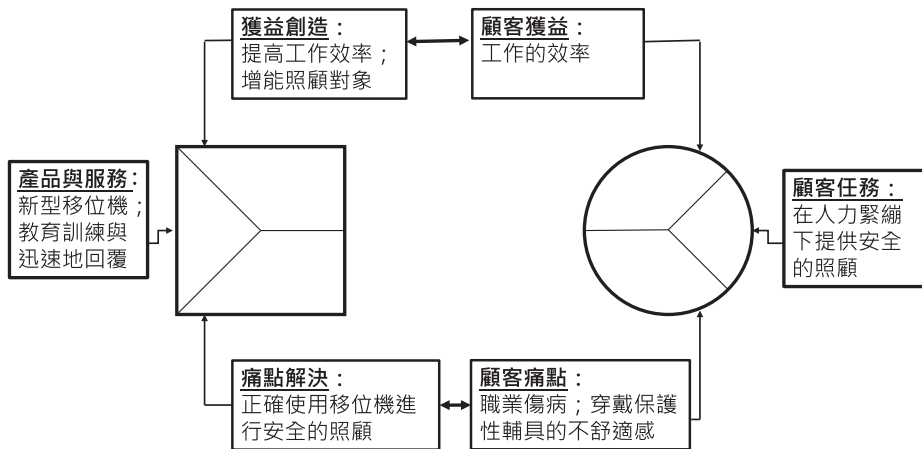 獲益創造：
提高工作效率；
增能照顧對象
顧客獲益：
工作的效率
產品與服務：
新型移位機；
教育訓練與
迅速地回覆
顧客任務：
在人力緊繃
下提供安全
的照顧
痛點解決：
正確使用移位機進
行安全的照顧
顧客痛點：
職業傷病；穿戴保護
性輔具的不舒適感